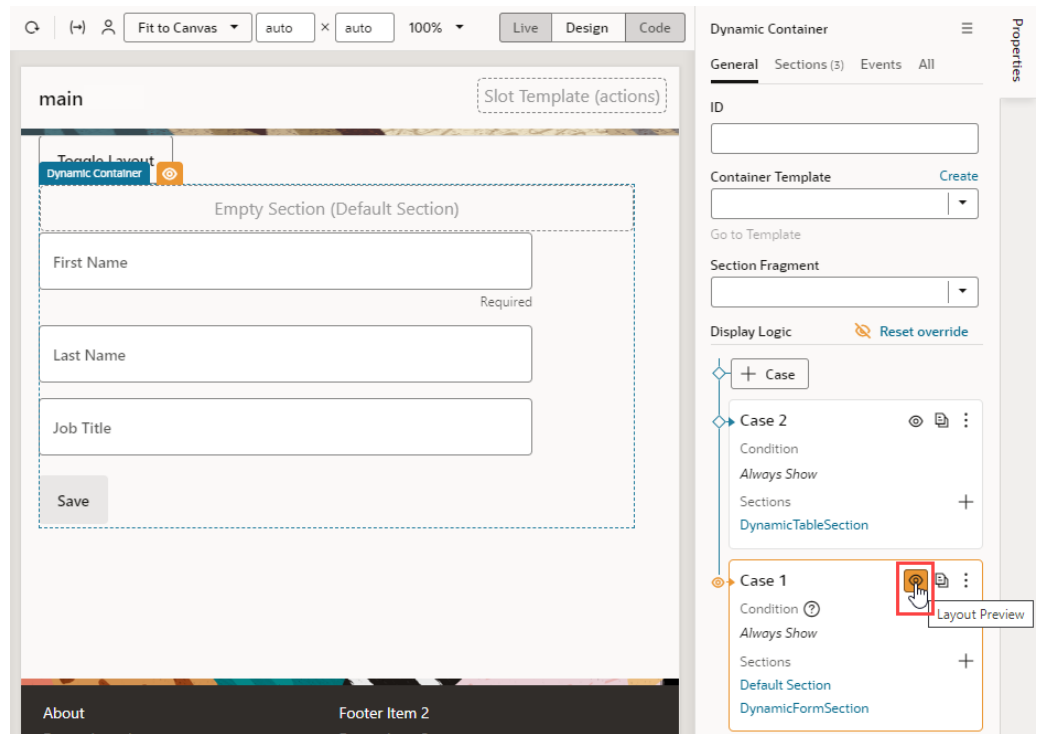 Fit to Canvas auto × auto 100% Live Design Code
main
Slot Template (actions)
Toggle Layout
Dynamic Container
Empty Section (Default Section)
First Name
Required
Last Name
Job Title
Save
About Footer Item 2
Dynamic Container
General Sections (3) Events All
ID
Container Template Create
Go to Template
Section Fragment
Display Logic Reset override
+ Case
Case 2
Condition
Always Show
Sections
DynamicTableSection
Case 1
Condition ?
Layout Preview
Always Show
Sections
Default Section
DynamicFormSection
Properties